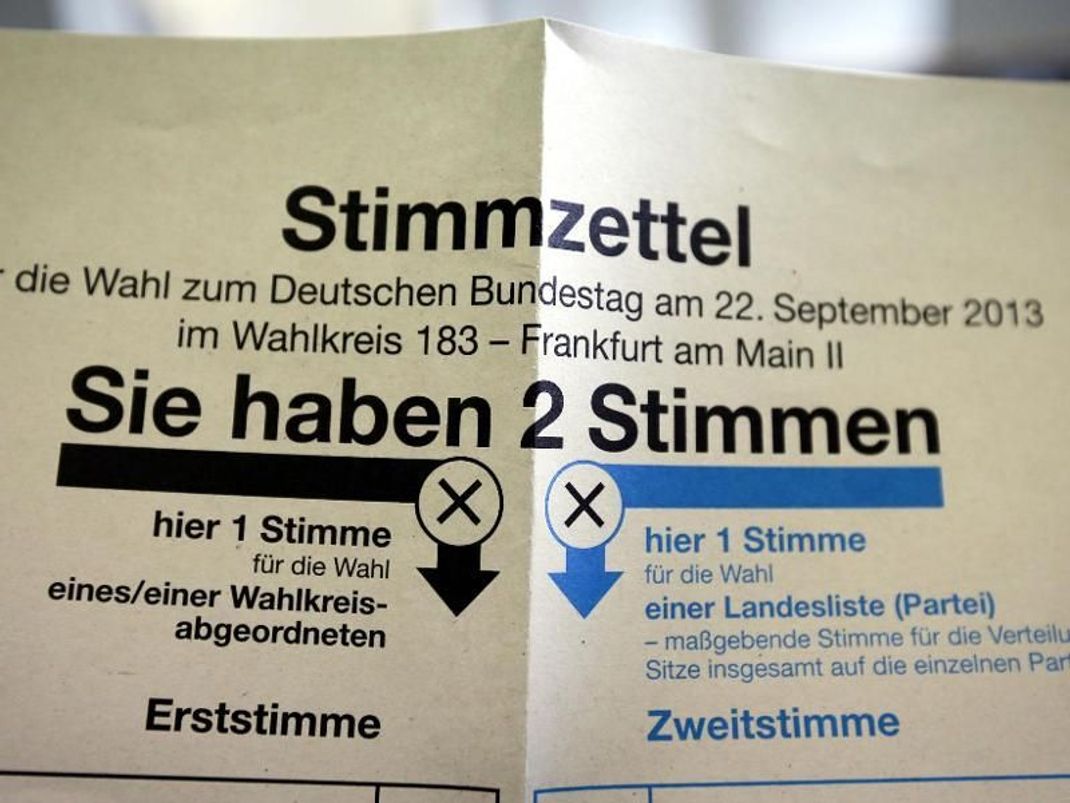 Stimmzettel
die Wahl zum Deutschen Bundestag am 22. September 2013
im Wahlkreis 183 – Frankfurt am Main II
Sie haben 2 Stimmen
hier 1 Stimme
für die Wahl
eines/einer Wahlkreis-
abgeordneten
Erststimme
hier 1 Stimme
für die Wahl
einer Landesliste (Partei)
– maßgebende Stimme für die Verteilu
Sitze insgesamt auf die einzelnen Part
Zweitstimme